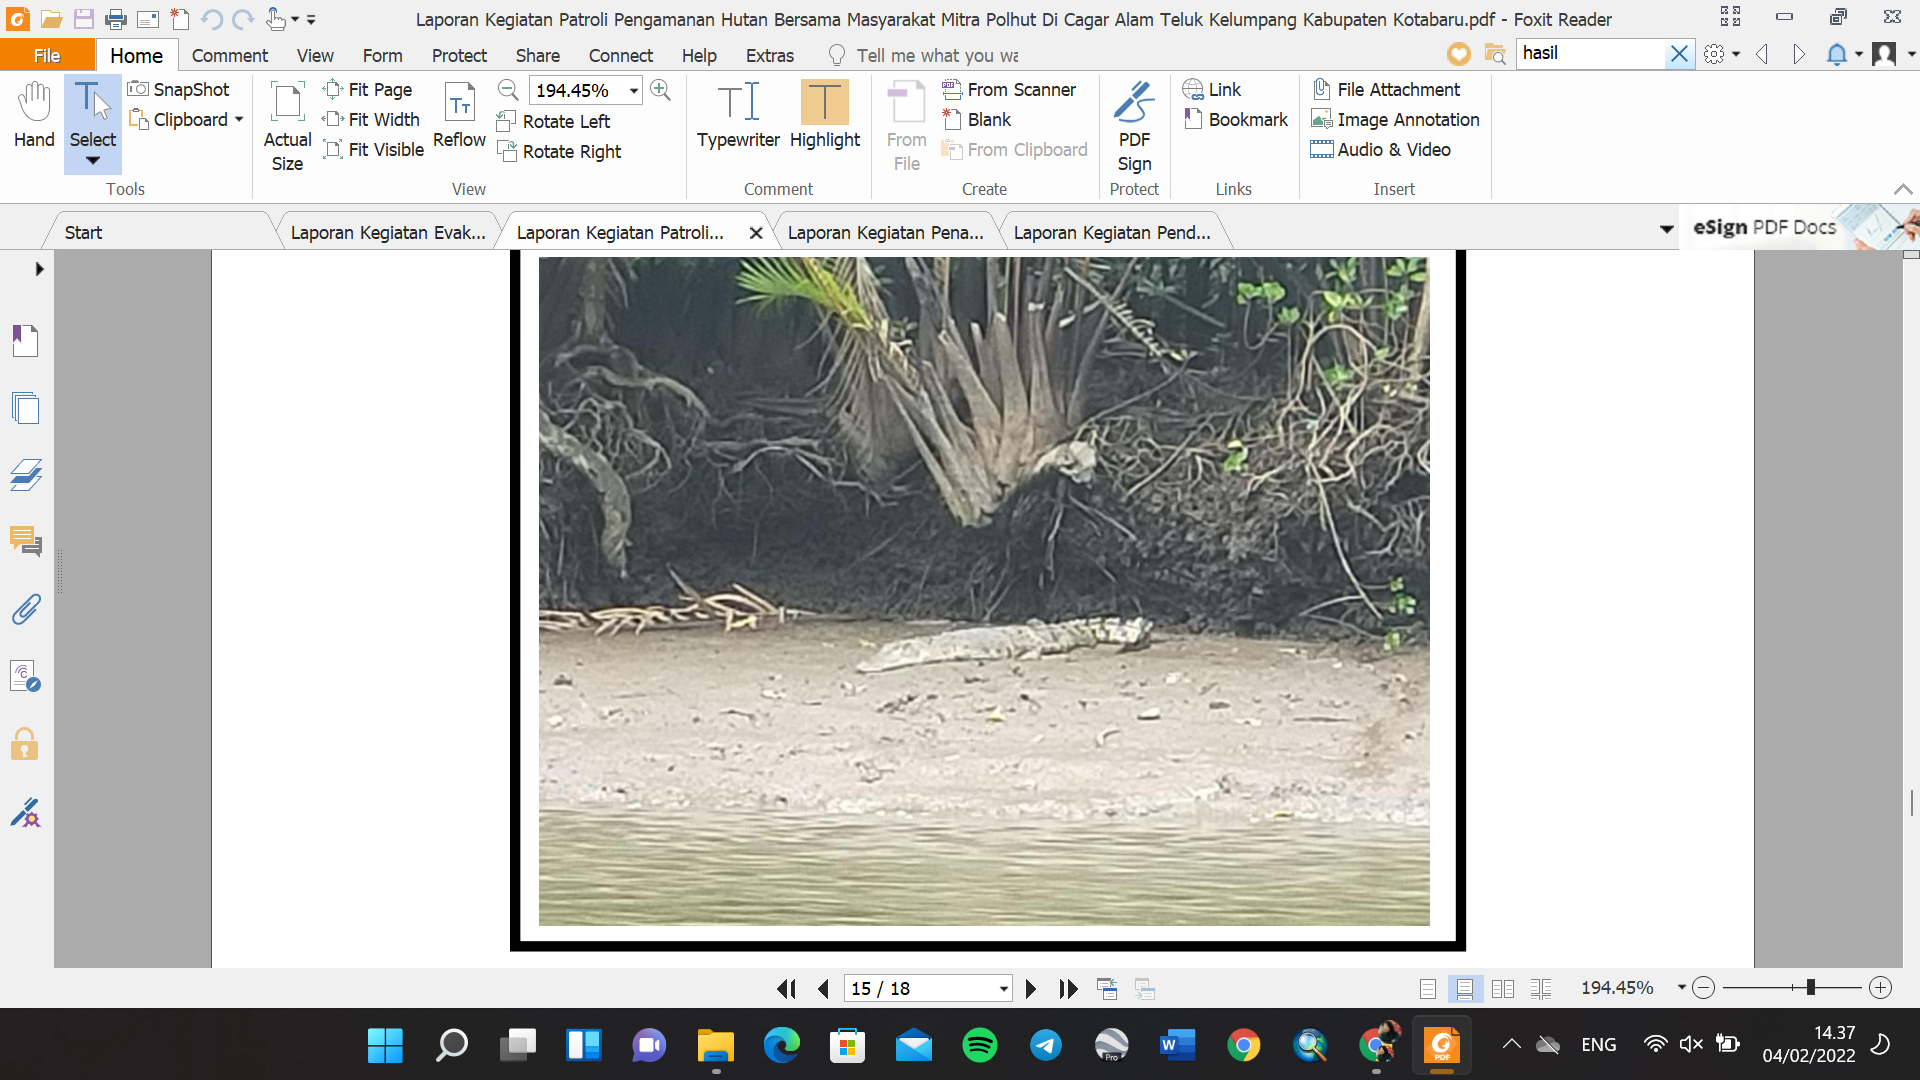 Laporan Kegiatan Patroli Pengamanan Hutan Bersama Masyarakat Mitra Polhut Di Cagar Alam Teluk Kelumpang Kabupaten Kotabaru.pdf - Foxit Reader
File Home Comment View Form Protect Share Connect Help Extras Tell me what you wa hasil
SnapShot Fit Page 194.45% From Scanner Link File Attachment
Clipboard Fit Width Rotate Left Blank Bookmark Image Annotation
Hand Select Actual Size Fit Visible Reflow Rotate Right Typewriter Highlight From File From Clipboard PDF Sign Audio & Video
Tools View Comment Create Protect Links Insert
Start Laporan Kegiatan Evak... Laporan Kegiatan Patroli... Laporan Kegiatan Pena... Laporan Kegiatan Pend... eSign PDF Docs
15 / 18 194.45%
Pro W PDF ENG 14.37
04/02/2022